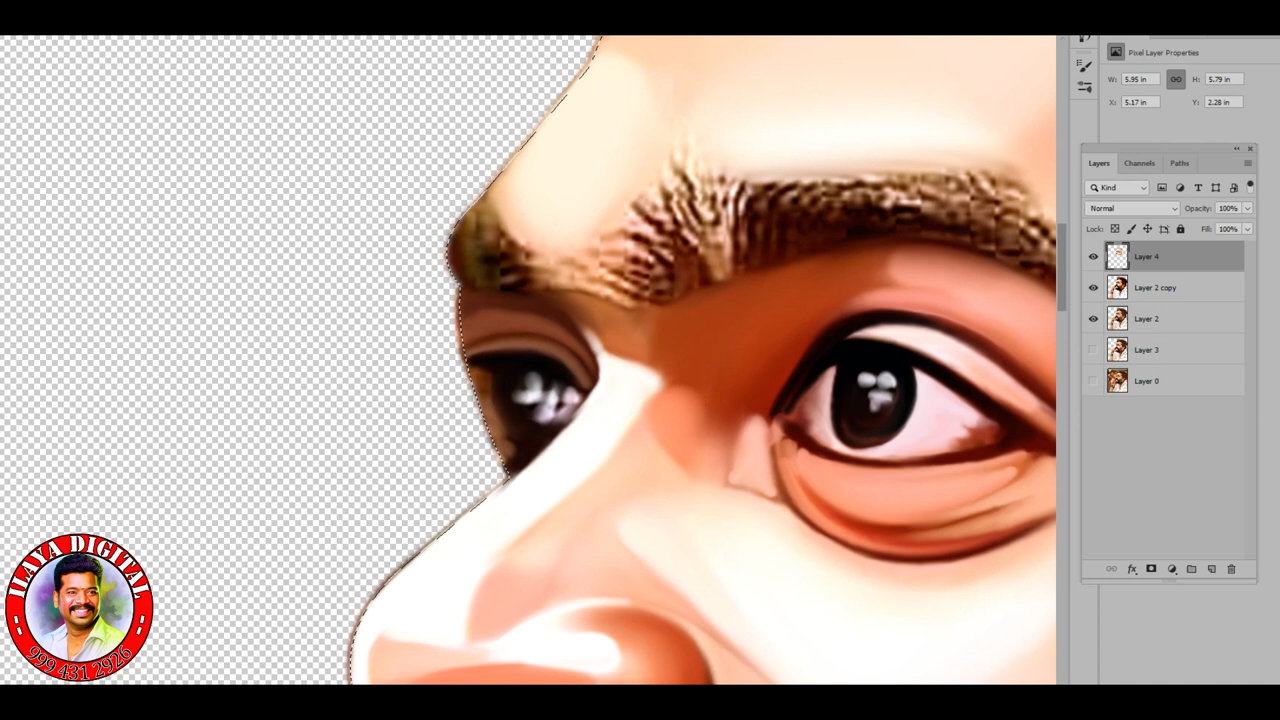 Pixel Layer Properties
W: 5.95 in H: 5.79 in
X: 5.17 in Y: 2.28 in
Layers Channels Paths
Kind
Normal Opacity: 100%
Lock: Fill: 100%
Layer 4
Layer 2 copy
Layer 2
Layer 3
Layer 0
fx
ILAYA DIGITAL
999 431 2926